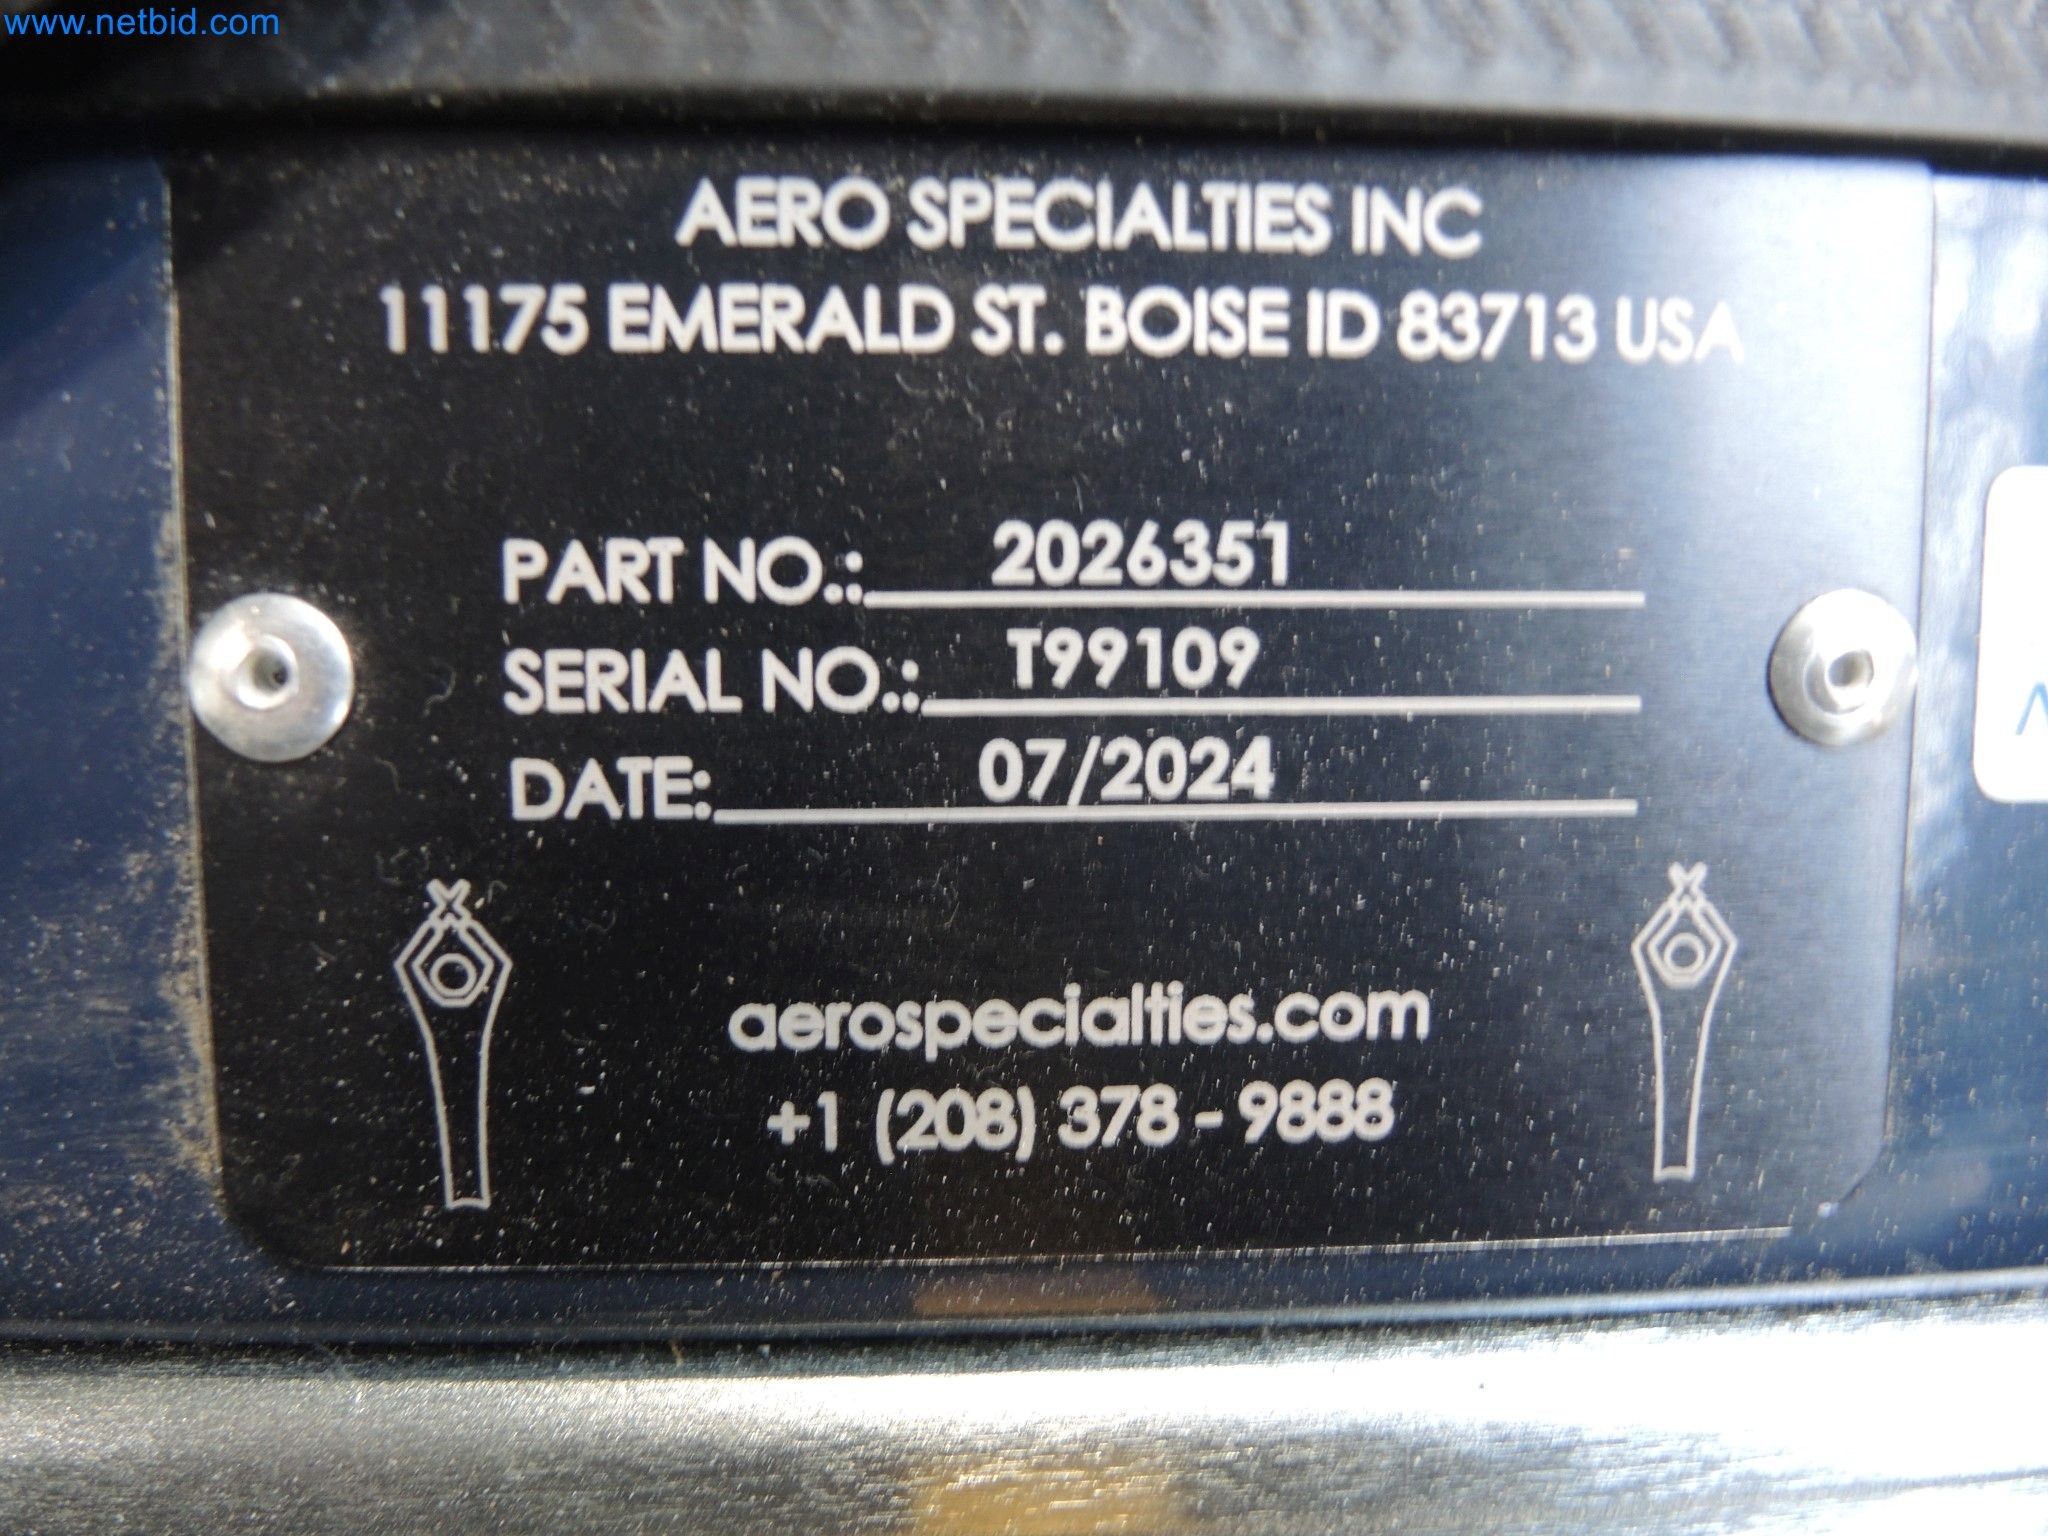 www.netbid.com
AERO SPECIALTIES INC
11175 EMERALD ST. BOISE ID 83713 USA
PART NO.: 2026351
SERIAL NO.: T99109
DATE: 07/2024
aerospecialties.com
+1 (208) 378 - 9888